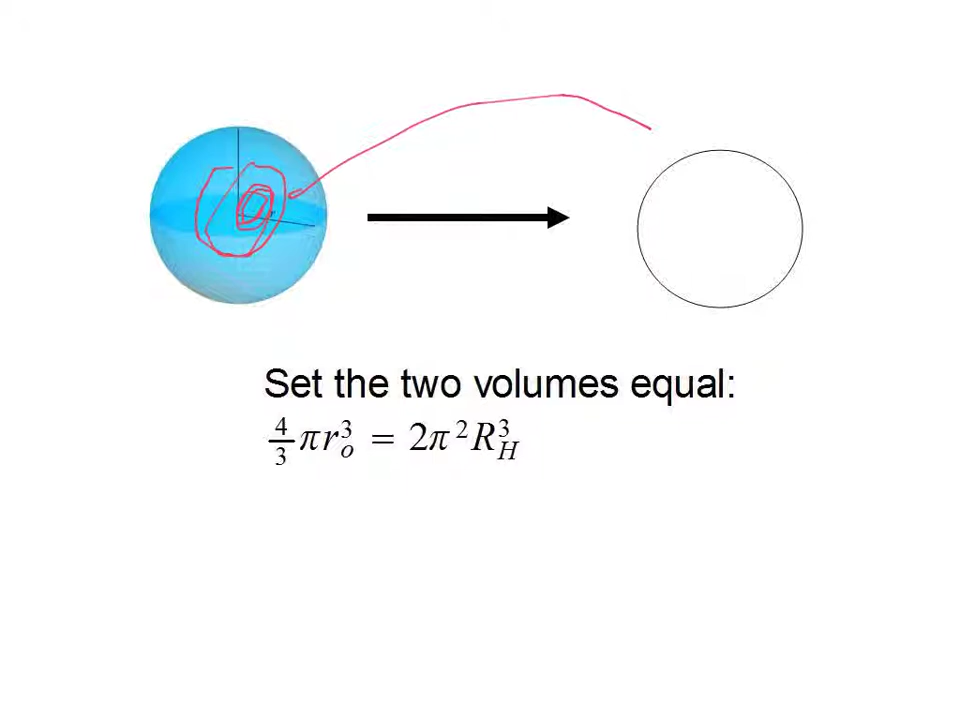 Set the two volumes equal:
4/3 πr_o^3 = 2π^2 R_H^3